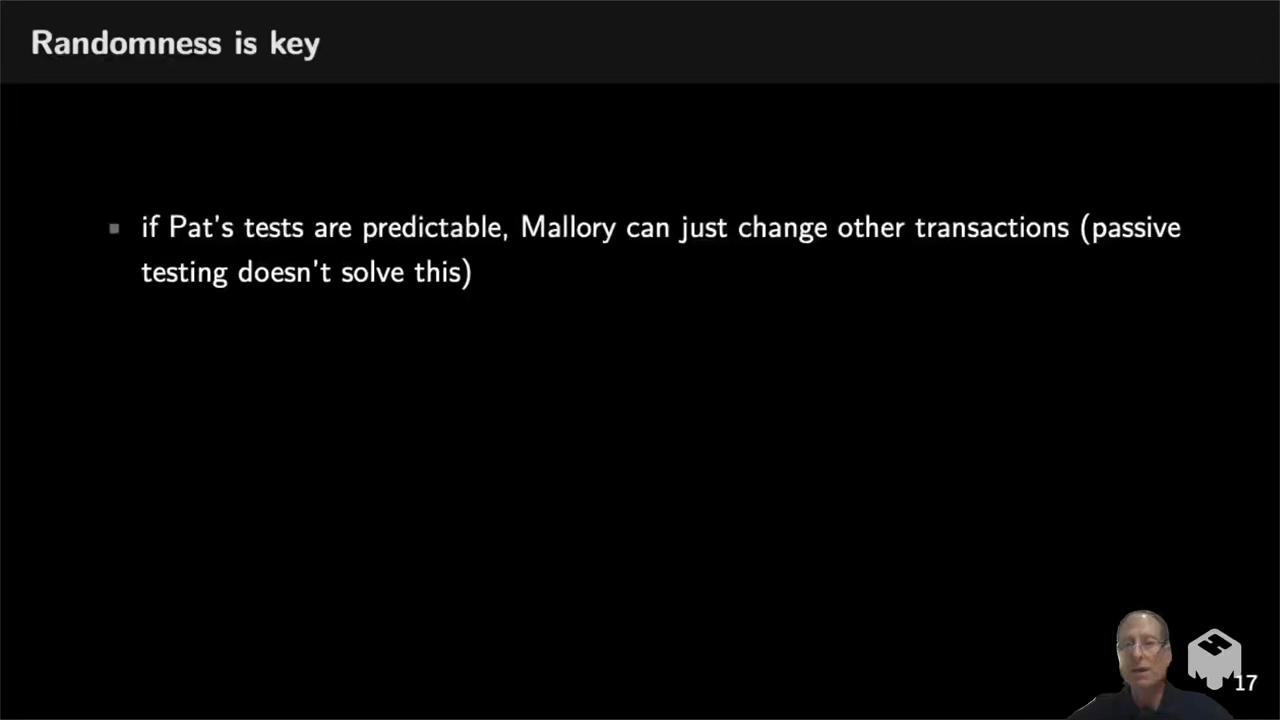 Randomness is key
if Pat's tests are predictable, Mallory can just change other transactions (passive
testing doesn't solve this)
17